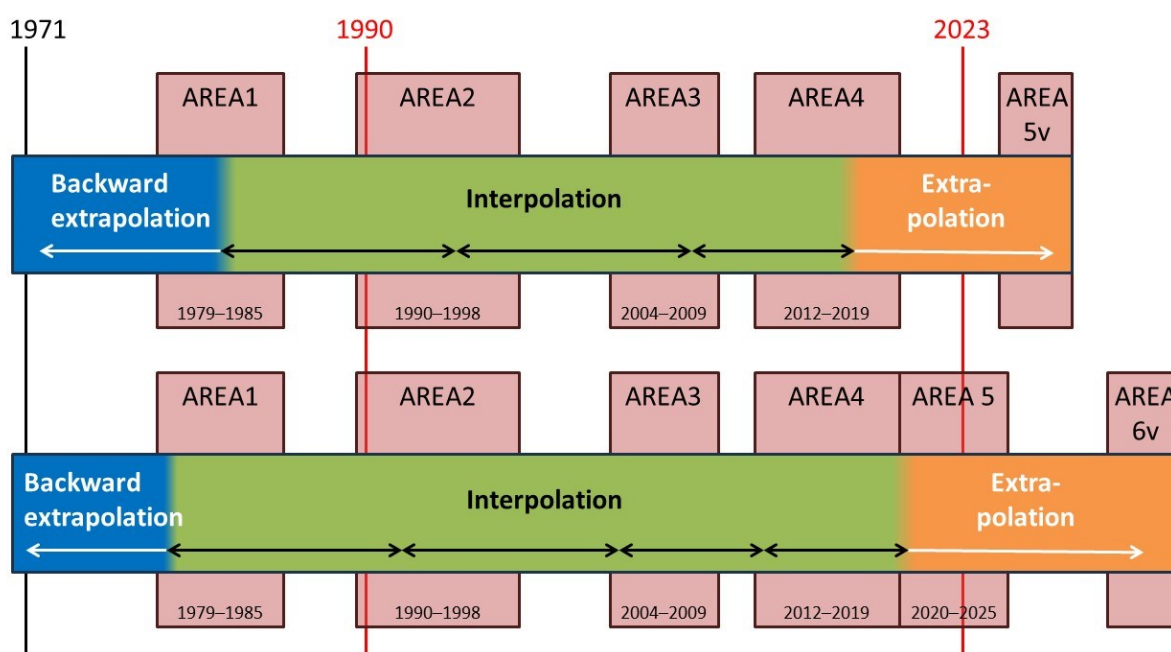 1971 1990 2023
AREA1 AREA2 AREA3 AREA4 AREA
5v
Backward
extrapolation
Interpolation
Extra-
polation
1979–1985 1990–1998 2004–2009 2012–2019
AREA1 AREA2 AREA3 AREA4 AREA 5 AREA
6v
Backward
extrapolation
Interpolation
Extra-
polation
1979–1985 1990–1998 2004–2009 2012–2019 2020–2025